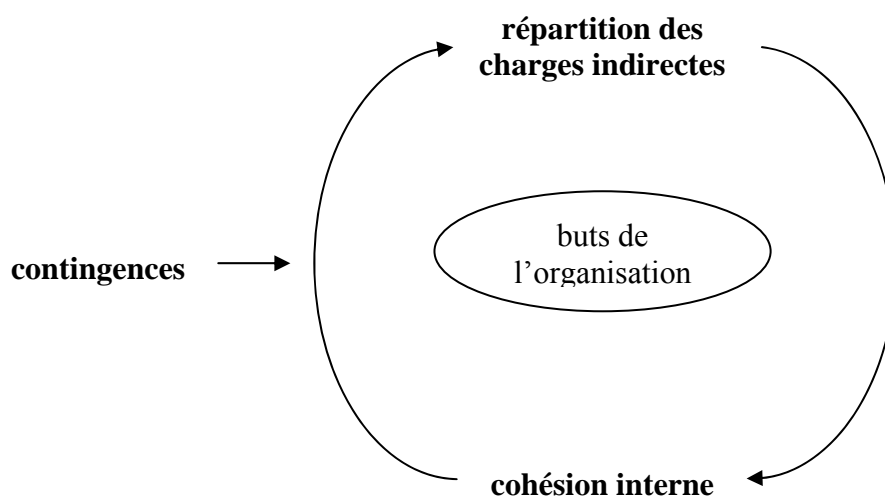 répartition des
charges indirectes
buts de
l’organisation
contingences
cohésion interne